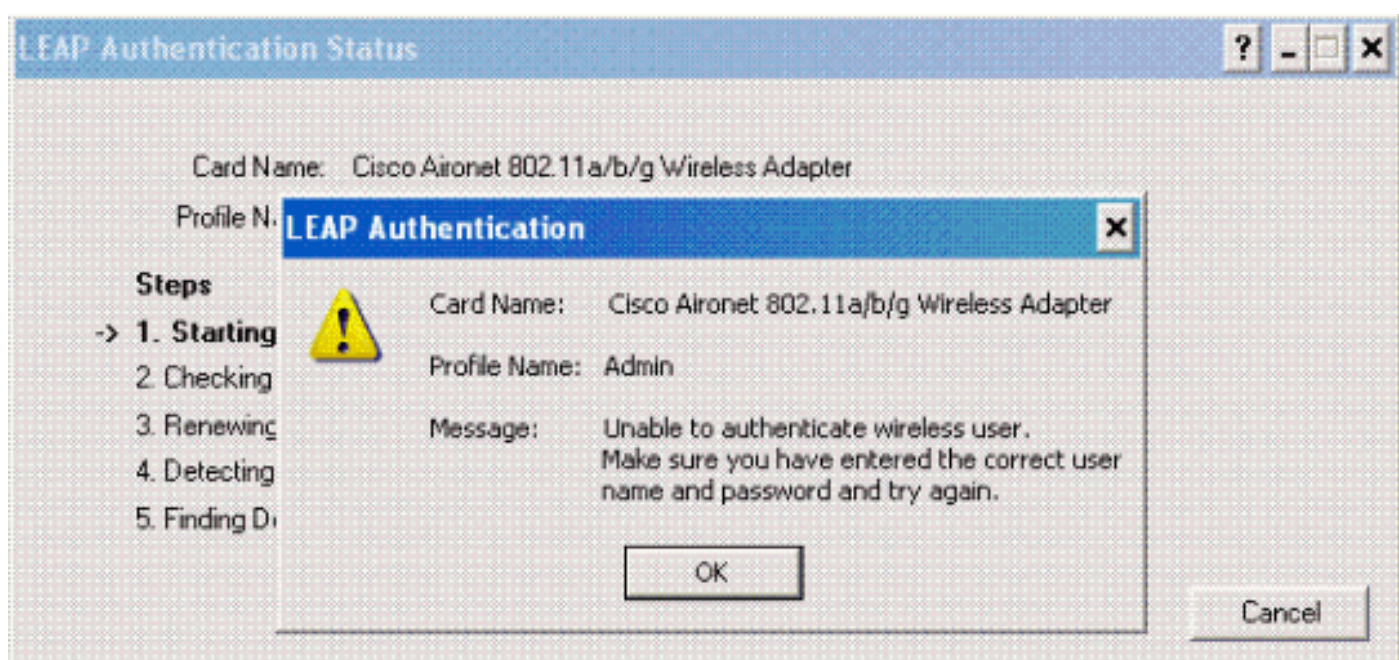 LEAP Authentication Status
?
Card Name: Cisco Aironet 802.11a/b/g Wireless Adapter
Profile N
LEAP Authentication
Steps
-> 1. Starting
2. Checking
3. Renewing
4. Detecting
5. Finding D
Card Name: Cisco Aironet 802.11a/b/g Wireless Adapter
Profile Name: Admin
Message: Unable to authenticate wireless user.
Make sure you have entered the correct user
name and password and try again.
OK
Cancel